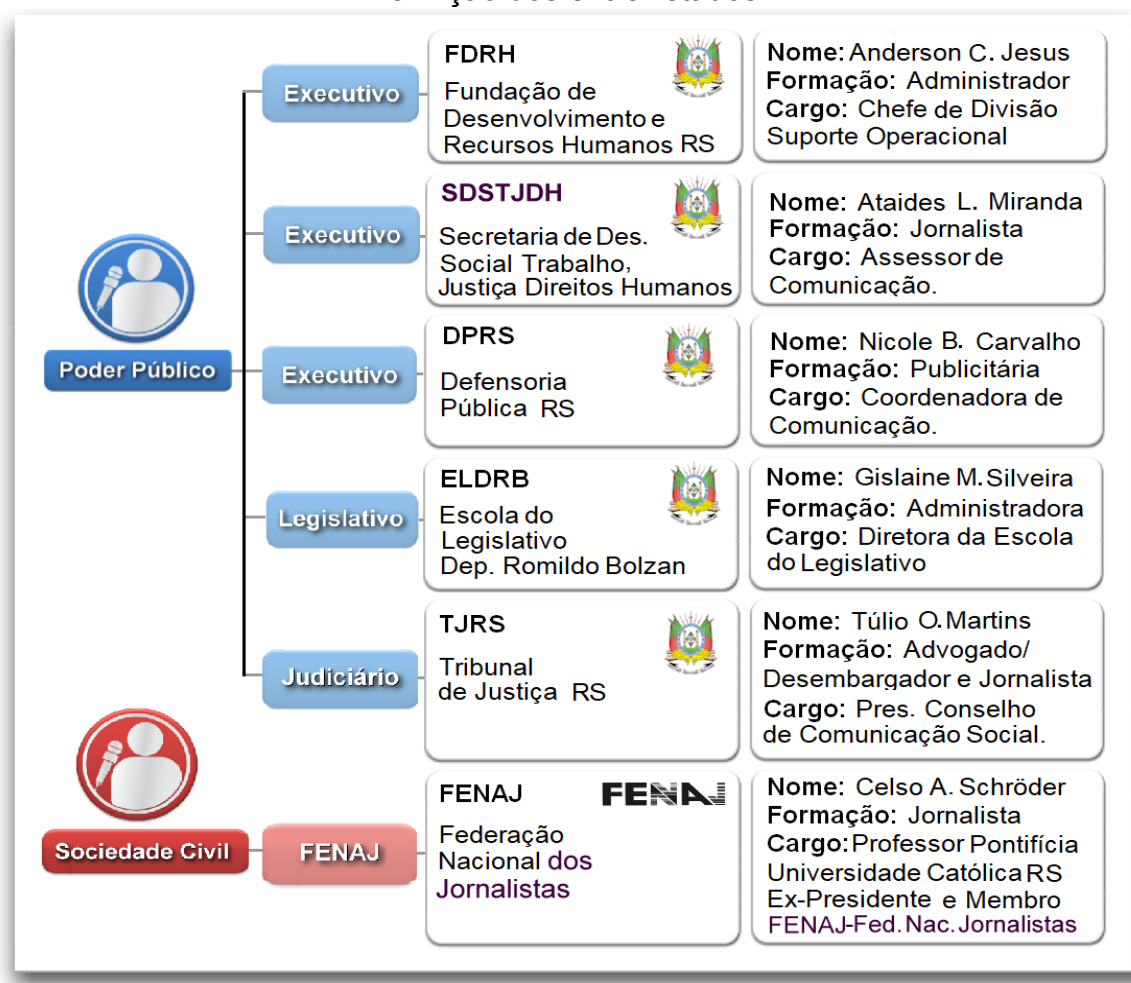 Executivo
FDRH
Fundação de
Desenvolvimento e
Recursos Humanos RS
Nome: Anderson C. Jesus
Formação: Administrador
Cargo: Chefe de Divisão
Suporte Operacional
Executivo
SDSTJDH
Secretaria de Des.
Social Trabalho,
Justiça Direitos Humanos
Nome: Ataides L. Miranda
Formação: Jornalista
Cargo: Assessor de
Comunicação.
Poder Público
Executivo
DPRS
Defensoria
Pública RS
Nome: Nicole B. Carvalho
Formação: Publicitária
Cargo: Coordenadora de
Comunicação.
Legislativo
ELDRB
Escola do
Legislativo
Dep. Romildo Bolzan
Nome: Gislaine M. Silveira
Formação: Administradora
Cargo: Diretora da Escola
do Legislativo
Judiciário
TJRS
Tribunal
de Justiça RS
Nome: Túlio O. Martins
Formação: Advogado/
Desembargador e Jornalista
Cargo: Pres. Conselho
de Comunicação Social.
Sociedade Civil
FENAJ
FENAJ
FENAJ
Federação
Nacional dos
Jornalistas
Nome: Celso A. Schröder
Formação: Jornalista
Cargo: Professor Pontifícia
Universidade Católica RS
Ex-Presidente e Membro
FENAJ-Fed. Nac. Jornalistas